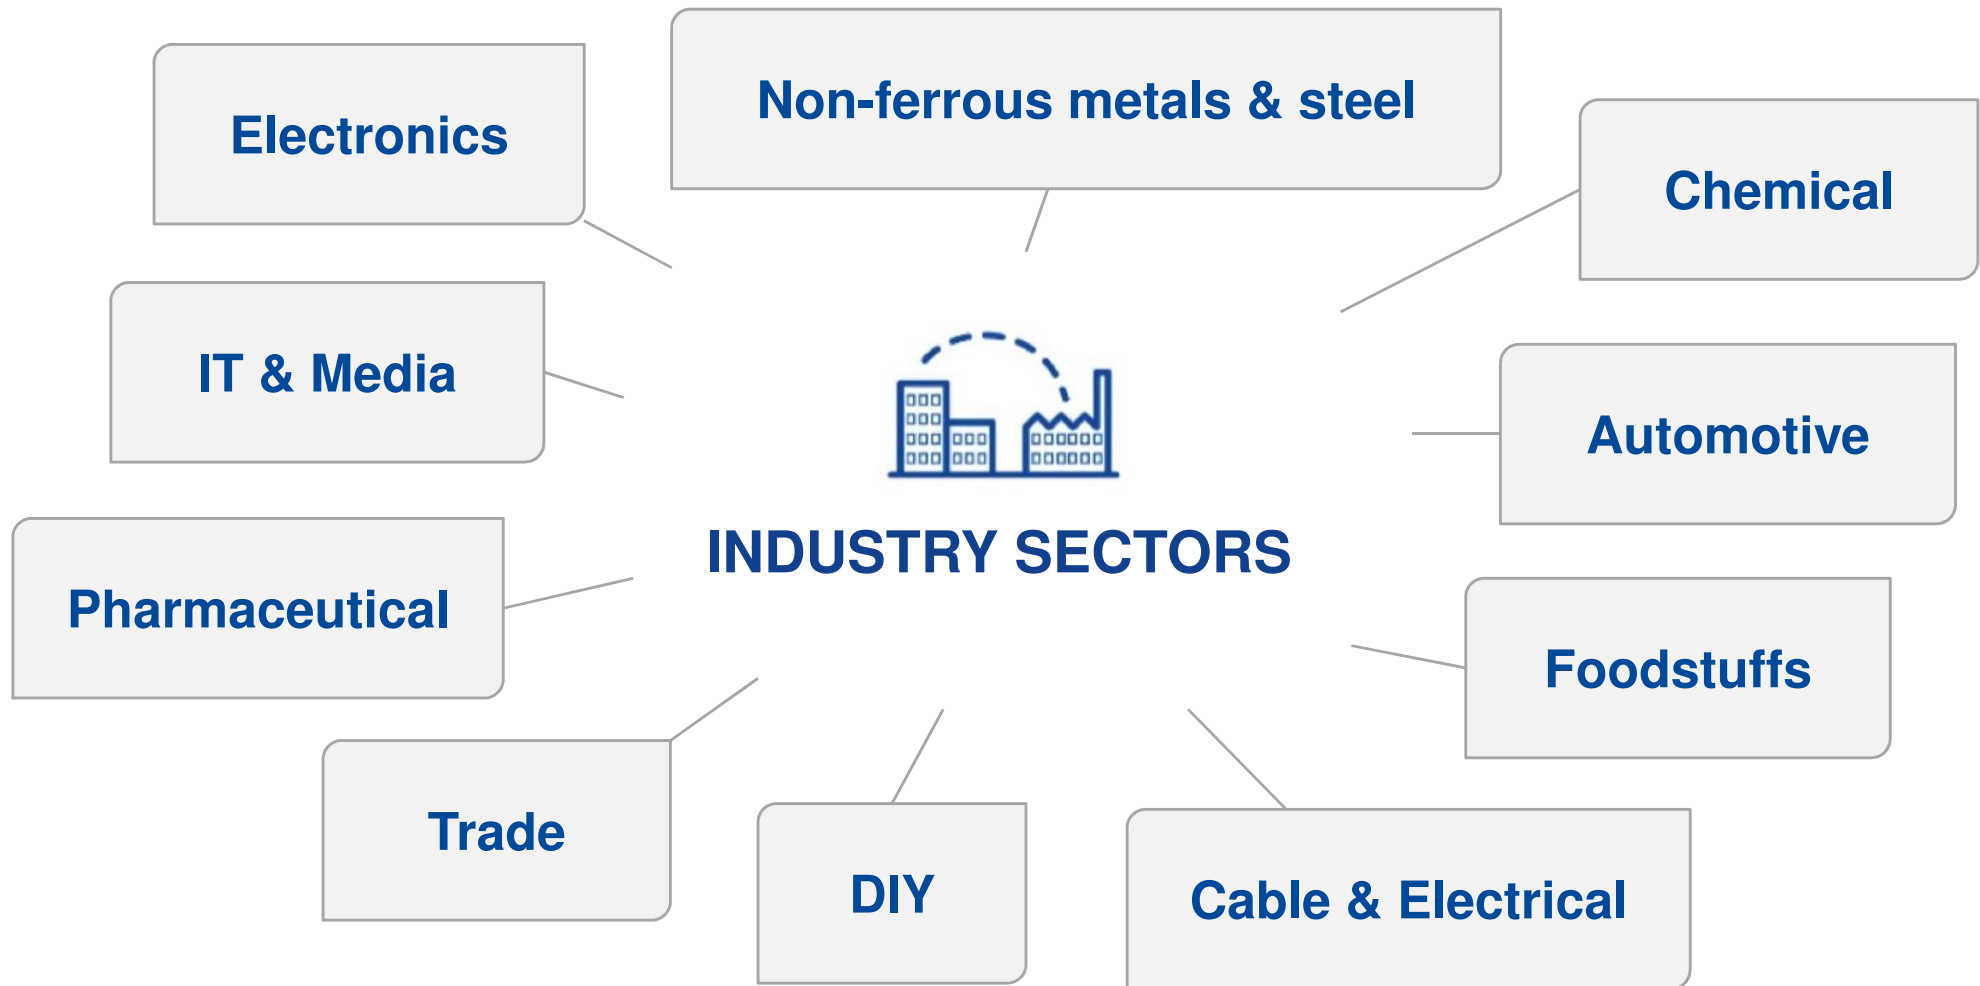 Non-ferrous metals & steel
Electronics
Chemical
IT & Media
Automotive
INDUSTRY SECTORS
Pharmaceutical
Foodstuffs
Trade
DIY
Cable & Electrical